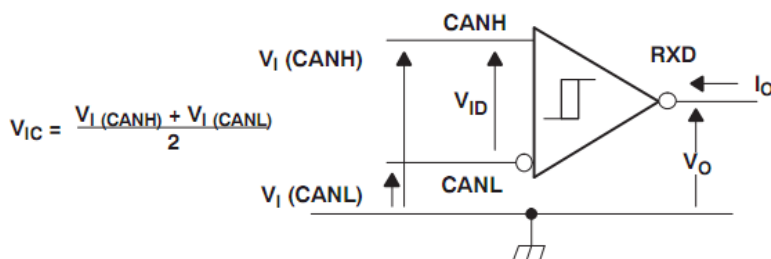 CANH
RXD
V_I (CANH)
I_O
V_ID
V_IC = V_I (CANH) + V_I (CANL)
2
V_O
V_I (CANL)
CANL